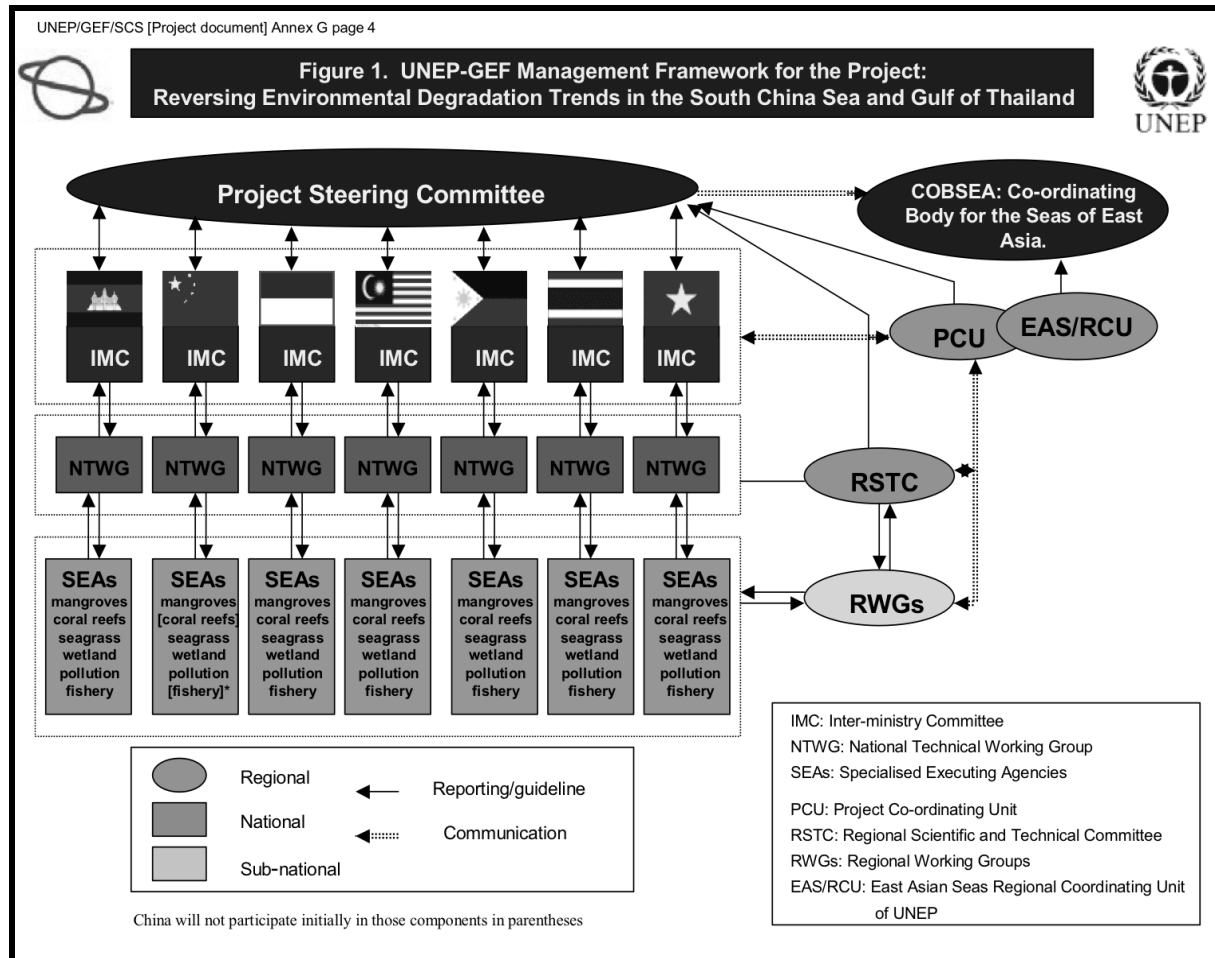 UNEP/GEF/SCS [Project document] Annex G page 4
Figure 1. UNEP-GEF Management Framework for the Project:
Reversing Environmental Degradation Trends in the South China Sea and Gulf of Thailand
UNEP
Project Steering Committee
COBSEA: Co-ordinating
Body for the Seas of East
Asia.
IMC
IMC
IMC
IMC
IMC
IMC
IMC
PCU
EAS/RCU
NTWG
NTWG
NTWG
NTWG
NTWG
NTWG
NTWG
RSTC
SEAs
mangroves
coral reefs
seagrass
wetland
pollution
fishery
SEAs
mangroves
[coral reefs]
seagrass
wetland
pollution
[fishery]*
SEAs
mangroves
coral reefs
seagrass
wetland
pollution
fishery
SEAs
mangroves
coral reefs
seagrass
wetland
pollution
fishery
SEAs
mangroves
coral reefs
seagrass
wetland
pollution
fishery
SEAs
mangroves
coral reefs
seagrass
wetland
pollution
fishery
SEAs
mangroves
coral reefs
seagrass
wetland
pollution
fishery
RWGs
Regional
National
Sub-national
Reporting/guideline
Communication
IMC: Inter-ministry Committee
NTWG: National Technical Working Group
SEAs: Specialised Executing Agencies
PCU: Project Co-ordinating Unit
RSTC: Regional Scientific and Technical Committee
RWGs: Regional Working Groups
EAS/RCU: East Asian Seas Regional Coordinating Unit
of UNEP
China will not participate initially in those components in parentheses